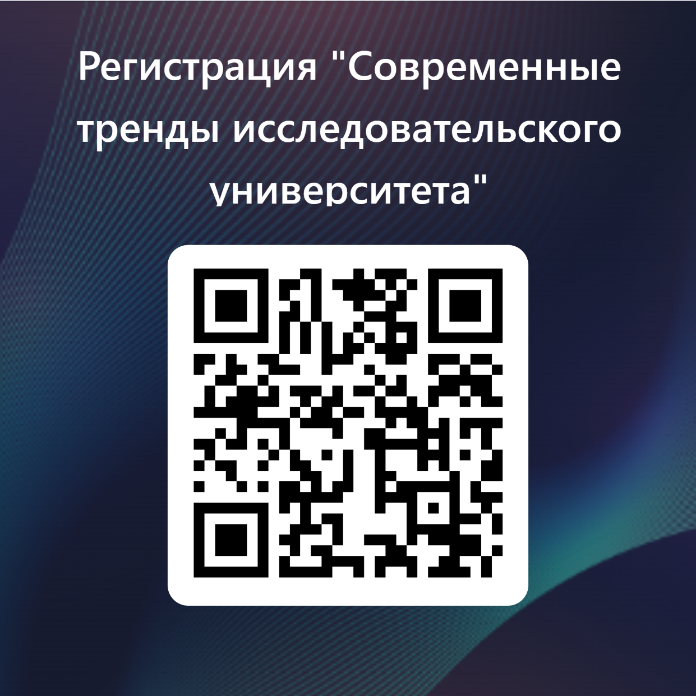 Регистрация "Современные
тренды исследовательского
университета"